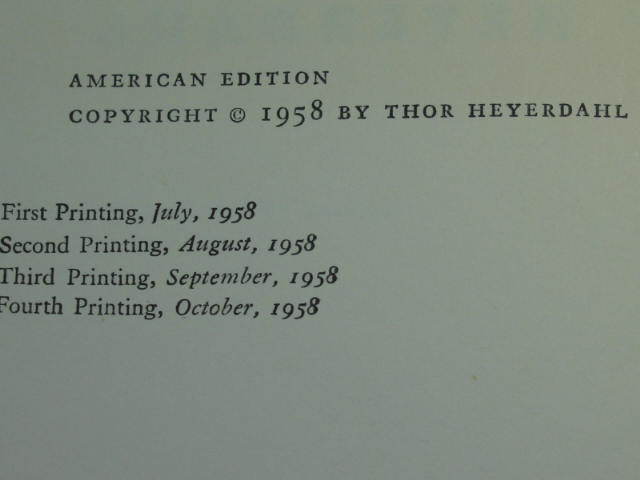 AMERICAN EDITION
COPYRIGHT © 1958 BY THOR HEYERDAHL
First Printing, July, 1958
Second Printing, August, 1958
Third Printing, September, 1958
Fourth Printing, October, 1958